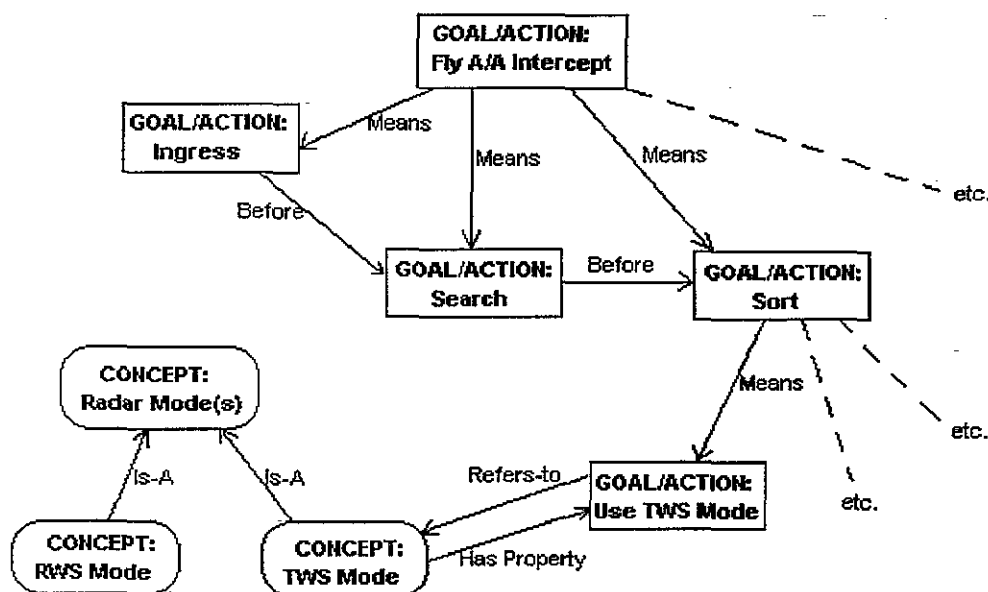 GOAL/ACTION:
Fly A/A Intercept
GOAL/ACTION:
Ingress
Means
Means
Means
etc.
Before
GOAL/ACTION:
Search
Before
GOAL/ACTION:
Sort
CONCEPT:
Radar Mode(s)
Means
etc.
etc.
Is-A
Is-A
Refers-to
GOAL/ACTION:
Use TWS Mode
CONCEPT:
RWS Mode
CONCEPT:
TWS Mode
Has Property